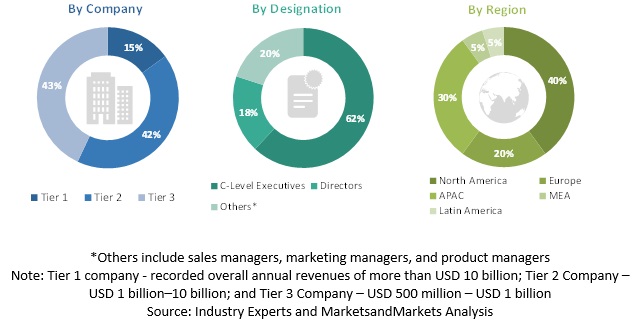 By Company
15%
42%
43%
Tier 1
Tier 2
Tier 3
By Designation
20%
18%
62%
C-Level Executives
Directors
Others*
By Region
5%
5%
40%
30%
20%
North America
Europe
APAC
MEA
Latin America
*Others include sales managers, marketing managers, and product managers
Note: Tier 1 company - recorded overall annual revenues of more than USD 10 billion; Tier 2 Company –
USD 1 billion–10 billion; and Tier 3 Company – USD 500 million – USD 1 billion
Source: Industry Experts and MarketsandMarkets Analysis